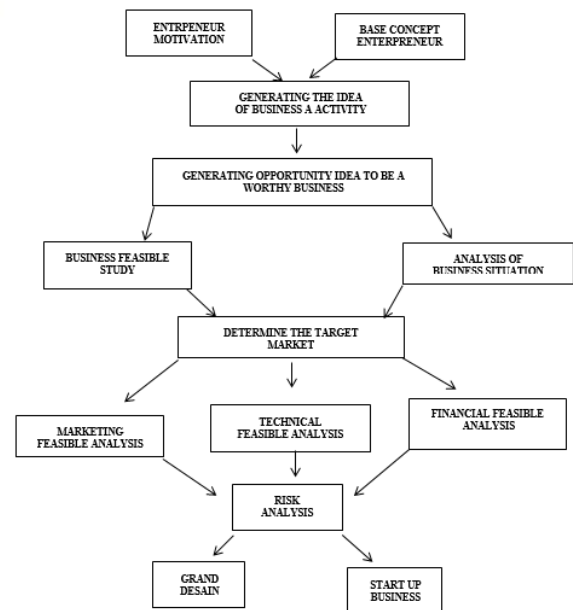 ENTRPENEUR
MOTIVATION
BASE CONCEPT
ENTERPRENEUR
GENERATING THE IDEA
OF BUSINESS A ACTIVITY
GENERATING OPPORTUNITY IDEA TO BE A
WORTHY BUSINESS
BUSINESS FEASIBLE
STUDY
ANALYSIS OF
BUSINESS SITUATION
DETERMINE THE TARGET
MARKET
MARKETING
FEASIBLE ANALYSIS
TECHNICAL
FEASIBLE ANALYSIS
FINANCIAL FEASIBLE
ANALYSIS
RISK
ANALYSIS
GRAND
DESAIN
START UP
BUSINESS